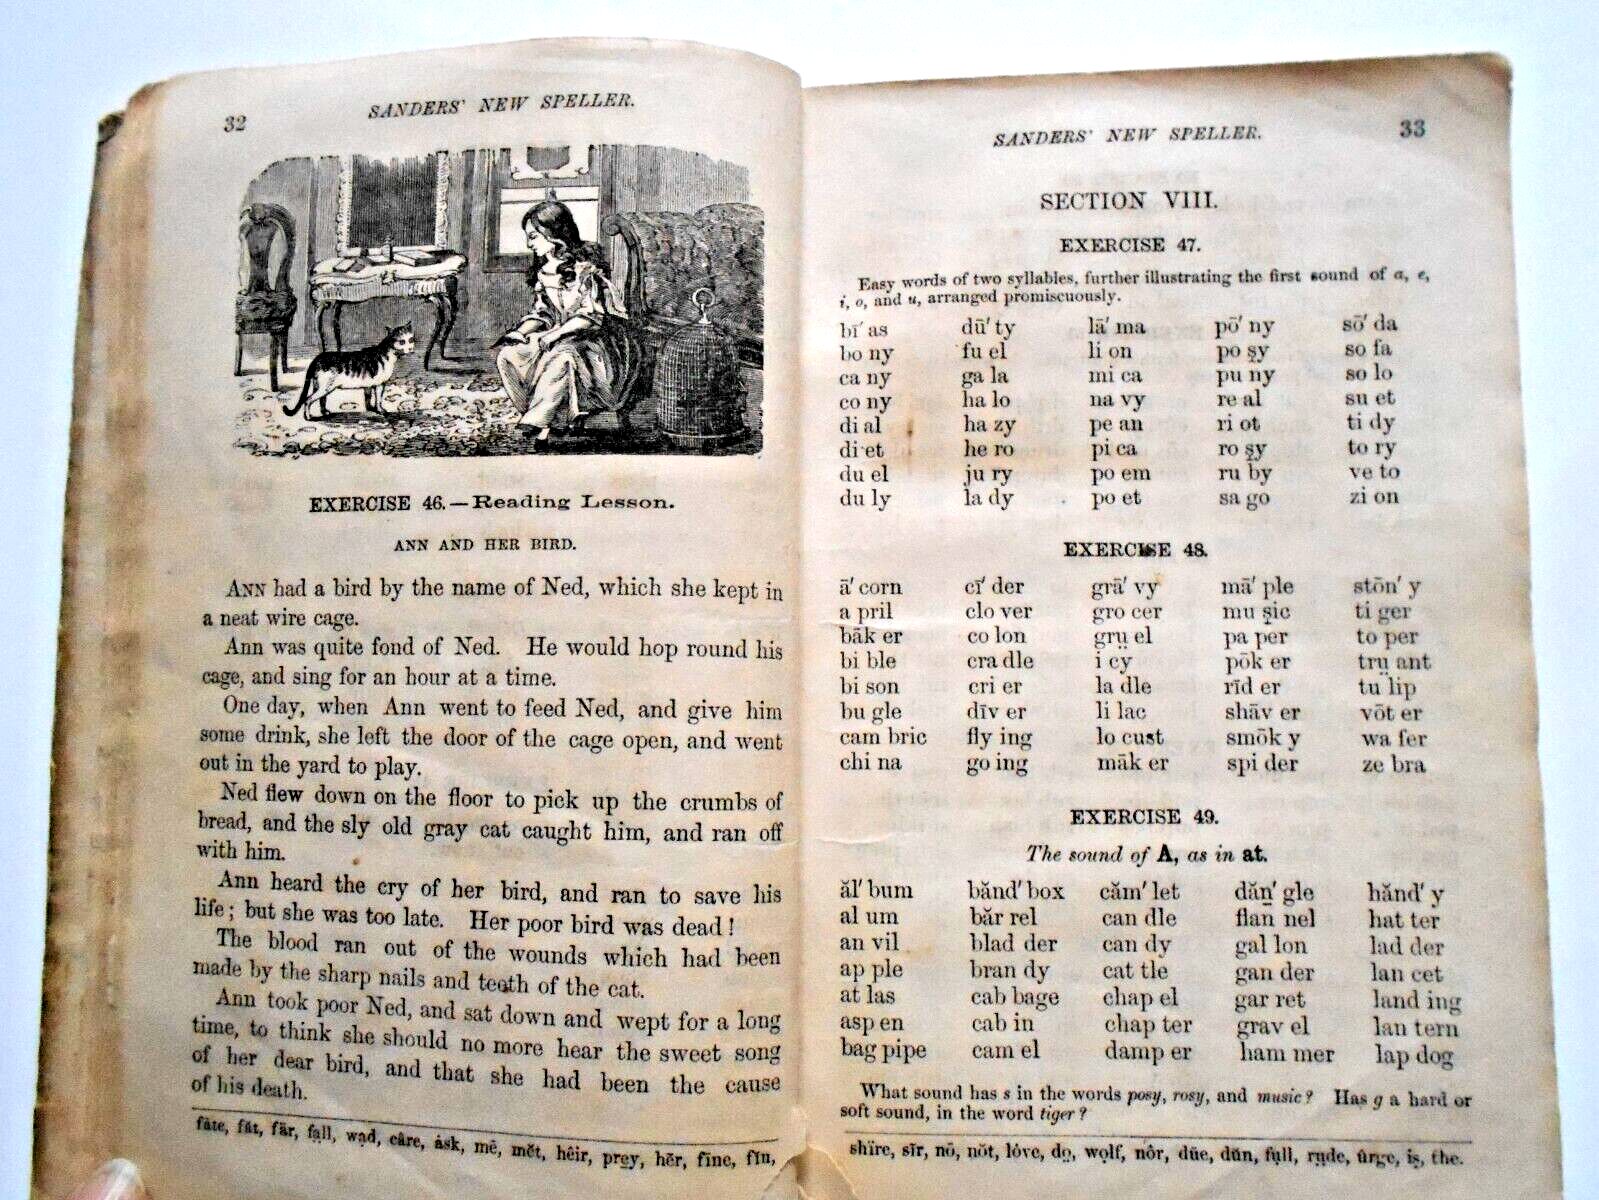 32
SANDERS' NEW SPELLER.
EXERCISE 46.—Reading Lesson.
ANN AND HER BIRD.
ANN had a bird by the name of Ned, which she kept in
a neat wire cage.
Ann was quite fond of Ned. He would hop round his
cage, and sing for an hour at a time.
One day, when Ann went to feed Ned, and give him
some drink, she left the door of the cage open, and went
out in the yard to play.
Ned flew down on the floor to pick up the crumbs of
bread, and the sly old gray cat caught him, and ran off
with him.
Ann heard the cry of her bird, and ran to save his
life; but she was too late. Her poor bird was dead!
The blood ran out of the wounds which had been
made by the sharp nails and teeth of the cat.
Ann took poor Ned, and sat down and wept for a long
time, to think she should no more hear the sweet song
of her dear bird, and that she had been the cause
of his death.
fāte, făt, fär, fa̤ll, wạd, câre, ȧsk, mē, mĕt, hêir, prey, hẽr, fīne, fĭn,
SANDERS' NEW SPELLER.
33
SECTION VIII.
EXERCISE 47.
Easy words of two syllables, further illustrating the first sound of a, e,
i, o, and u, arranged promiscuously.
bī′ as dū′ ty lā′ ma pō′ ny sō′ da
bo ny fu el li on po şy so fa
ca ny ga la mi ca pu ny so lo
co ny ha lo na vy re al su et
di al ha zy pe an ri ot ti dy
di et he ro pi ca ro şy to ry
du el ju ry po em ru by ve to
du ly la dy po et sa go zi on
EXERCISE 48.
ā′ corn cī′ der grā′ vy mā′ ple stōn′ y
a pril clo ver gro cer mu şic ti ger
bāk er co lon grṳ el pa per to per
bi ble cra dle i cy pōk er trṳ ant
bi son cri er la dle rīd er tu lip
bu gle dīv er li lac shāv er vōt er
cam bric fly ing lo cust smōk y wa fer
chi na go ing māk er spi der ze bra
EXERCISE 49.
The sound of A, as in at.
ăl′ bum bănd′ box căm′ let dăṉ′ gle hănd′ y
al um băr rel can dle flan nel hat ter
an vil blad der can dy gal lon lad der
ap ple bran dy cat tle gan der lan cet
at las cab bage chap el gar ret land ing
asp en cab in chap ter grav el lan tern
bag pipe cam el damp er ham mer lap dog
What sound has s in the words posy, rosy, and music? Has g a hard or
soft sound, in the word tiger?
shīre, sĭr, nō, nŏt, lóve, dọ, wọlf, nôr, dūe, dŭn, fụll, rṳde, ûrge, iş, the.